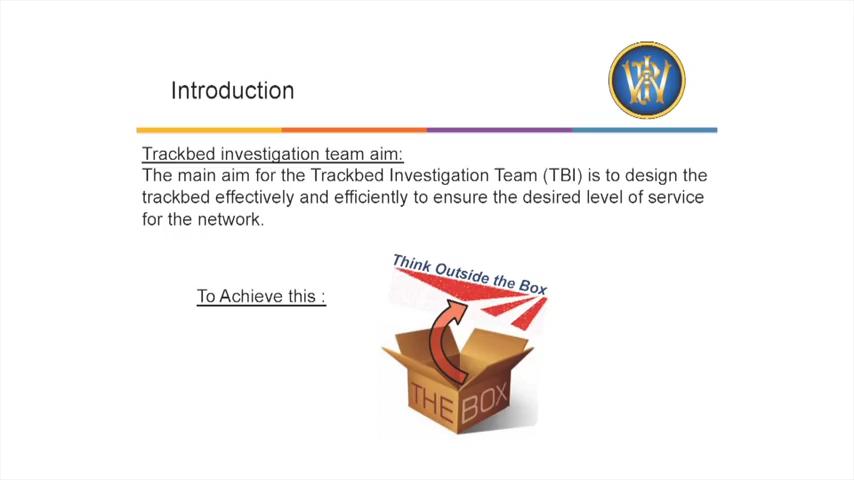 Introduction
Trackbed investigation team aim:
The main aim for the Trackbed Investigation Team (TBI) is to design the
trackbed effectively and efficiently to ensure the desired level of service
for the network.
To Achieve this :
Think Outside the Box
THE BOX